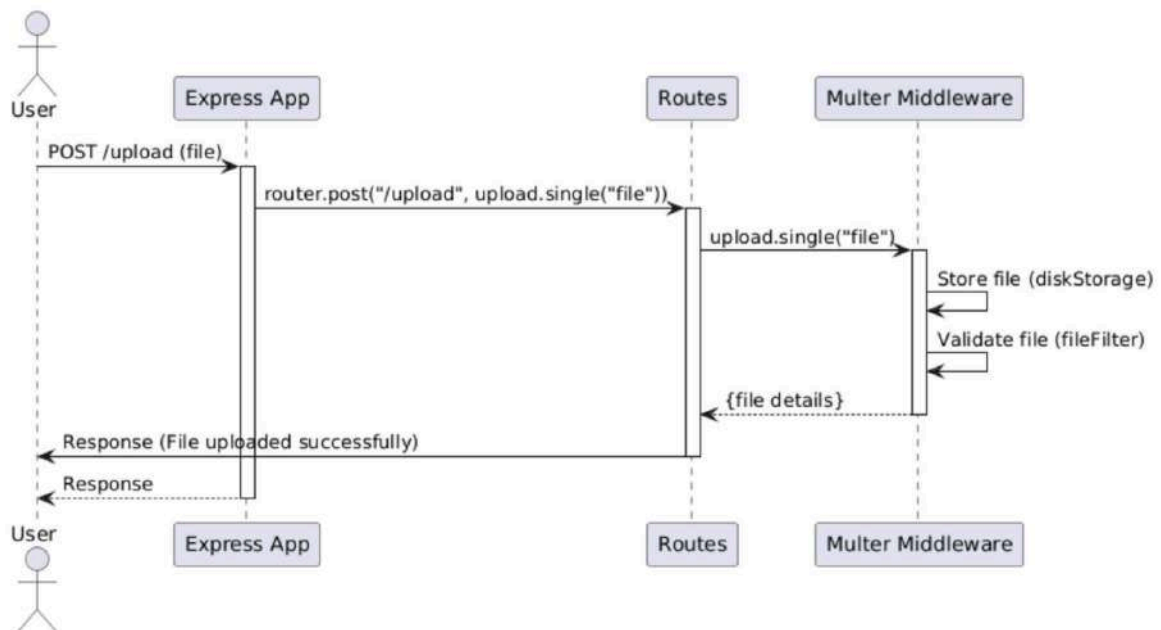 User
Express App
Routes
Multer Middleware
POST /upload (file)
router.post("/upload", upload.single("file"))
upload.single("file")
Store file (diskStorage)
Validate file (fileFilter)
{file details}
Response (File uploaded successfully)
Response
User
Express App
Routes
Multer Middleware